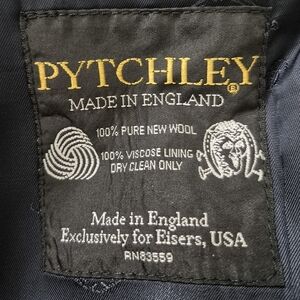 PYTCHLEY®
MADE IN ENGLAND
100% PURE NEW WOOL
100% VISCOSE LINING
DRY CLEAN ONLY
Made in England
Exclusively for Eisers, USA
RN83559